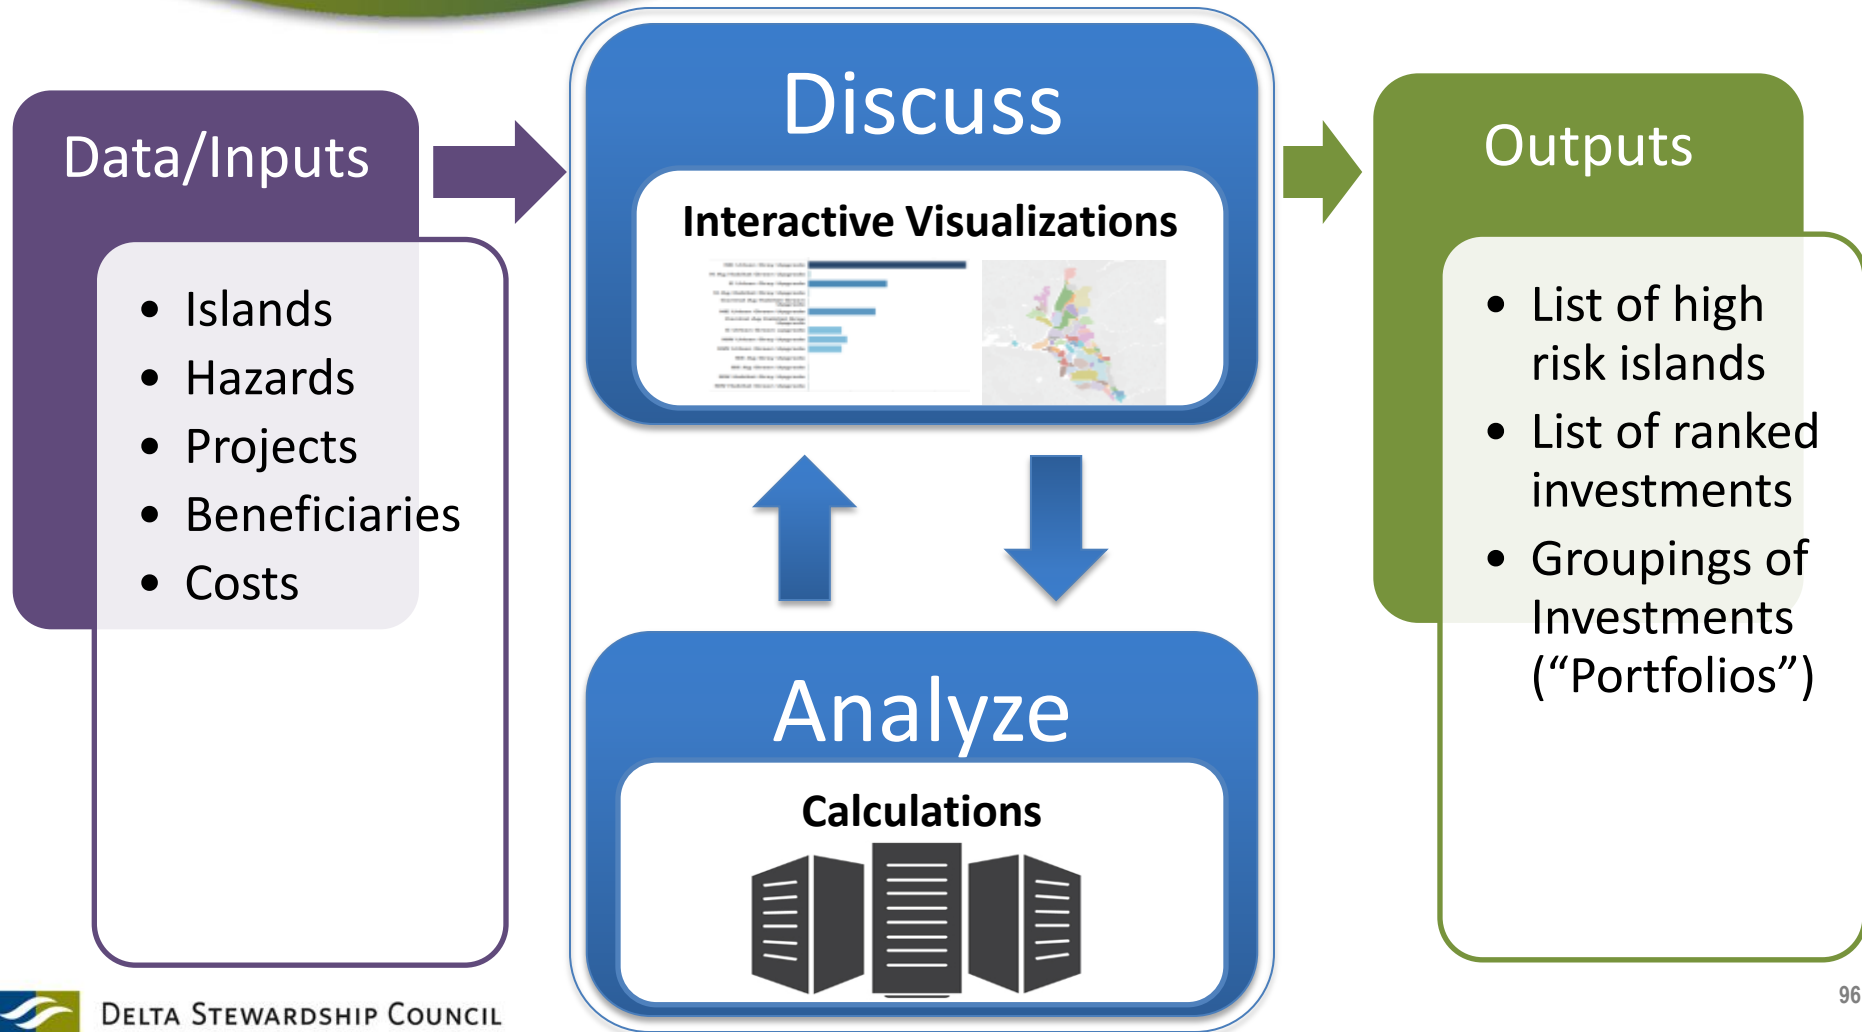 Data/Inputs
• Islands
• Hazards
• Projects
• Beneficiaries
• Costs
Discuss
Interactive Visualizations
Analyze
Calculations
Outputs
• List of high
risk islands
• List of ranked
investments
• Groupings of
Investments
(“Portfolios”)
DELTA STEWARDSHIP COUNCIL
96